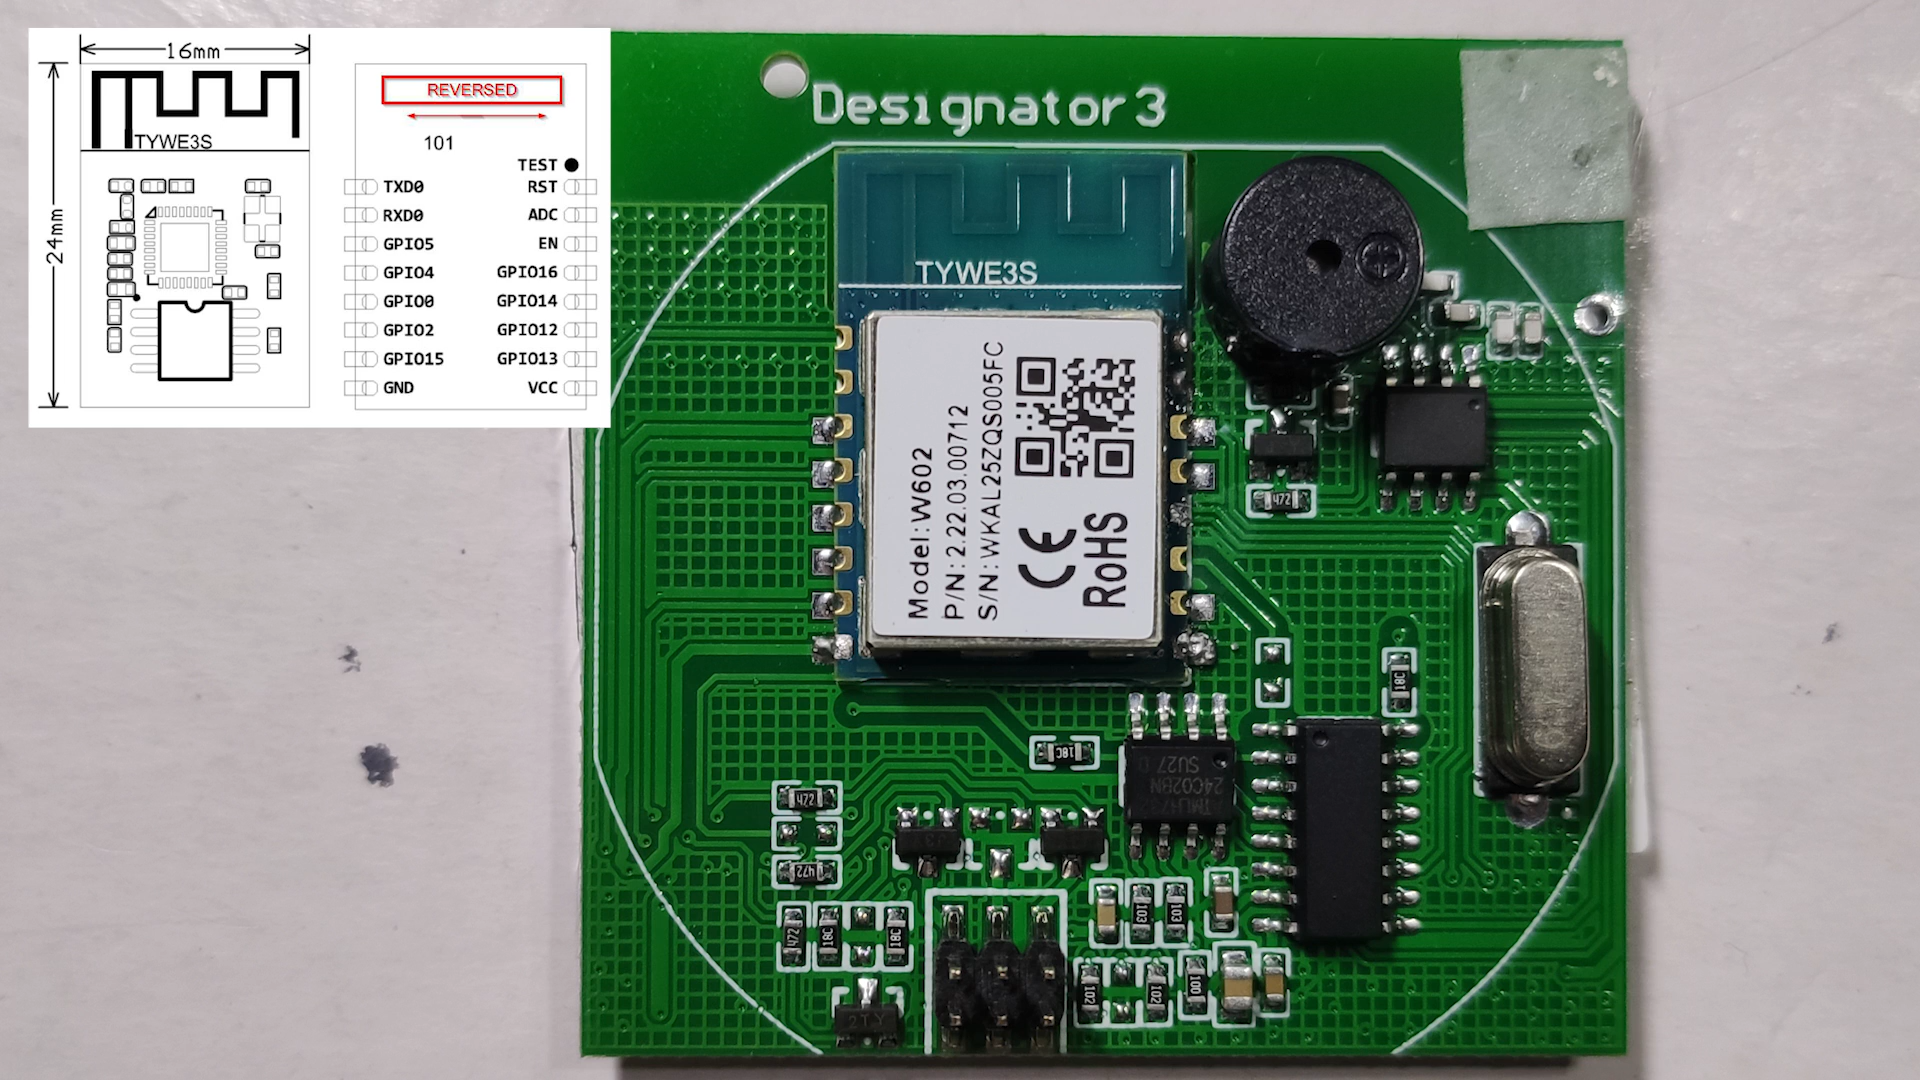 16mm
24mm
TYWE3S
REVERSED
101
TEST
TXD0 RST
RXD0 ADC
GPIO5 EN
GPIO4 GPIO16
GPIO0 GPIO14
GPIO2 GPIO12
GPIO15 GPIO13
GND VCC
Designator3
TYWE3S
Model:W602
P/N:2.22.03.00712
S/N:WKAL25ZQS005FC
CE
RoHS
472
18C
18C
24C02BN
SU27 D
472
472
472
18C
18C
103
103
102
102
100
2TY